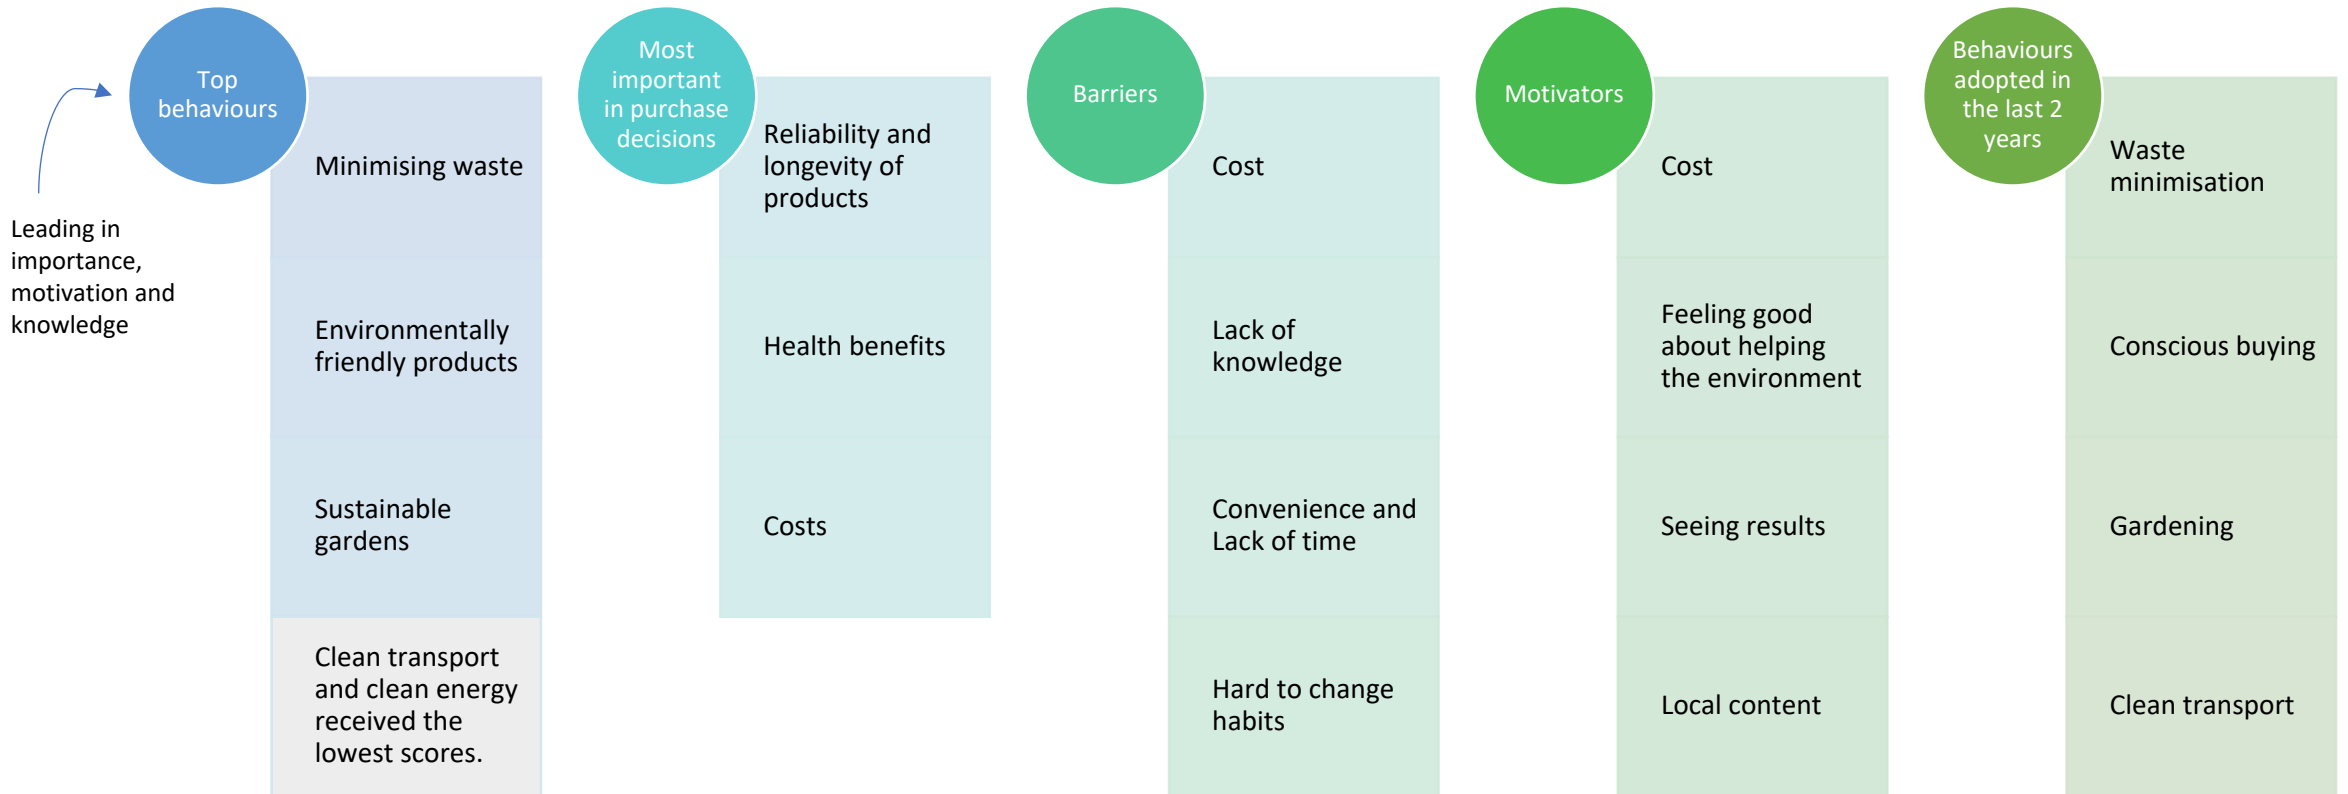 Leading in
importance,
motivation and
knowledge
Top
behaviours
Minimising waste
Environmentally
friendly products
Sustainable
gardens
Clean transport
and clean energy
received the
lowest scores.
Most
important
in purchase
decisions
Reliability and
longevity of
products
Health benefits
Costs
Barriers
Cost
Lack of
knowledge
Convenience and
Lack of time
Hard to change
habits
Motivators
Cost
Feeling good
about helping
the environment
Seeing results
Local content
Behaviours
adopted in
the last 2
years
Waste
minimisation
Conscious buying
Gardening
Clean transport